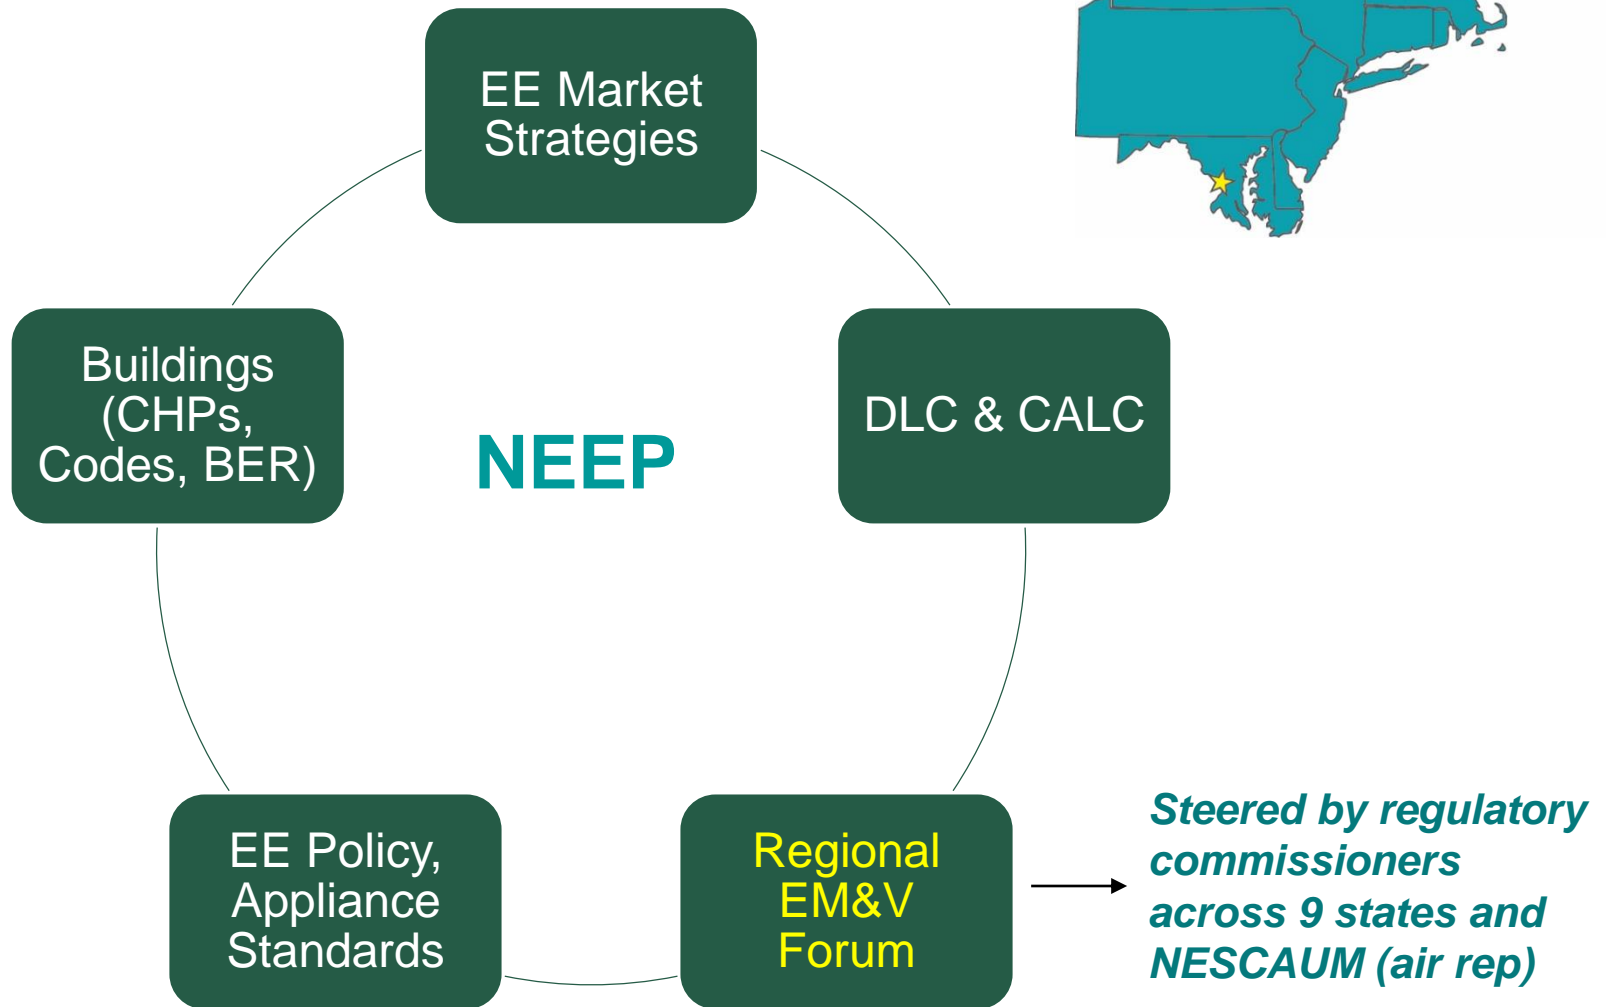 EE Market
Strategies
Buildings
(CHPs,
Codes, BER)
NEEP
DLC & CALC
EE Policy,
Appliance
Standards
Regional
EM&V
Forum
Steered by regulatory
commissioners
across 9 states and
NESCAUM (air rep)